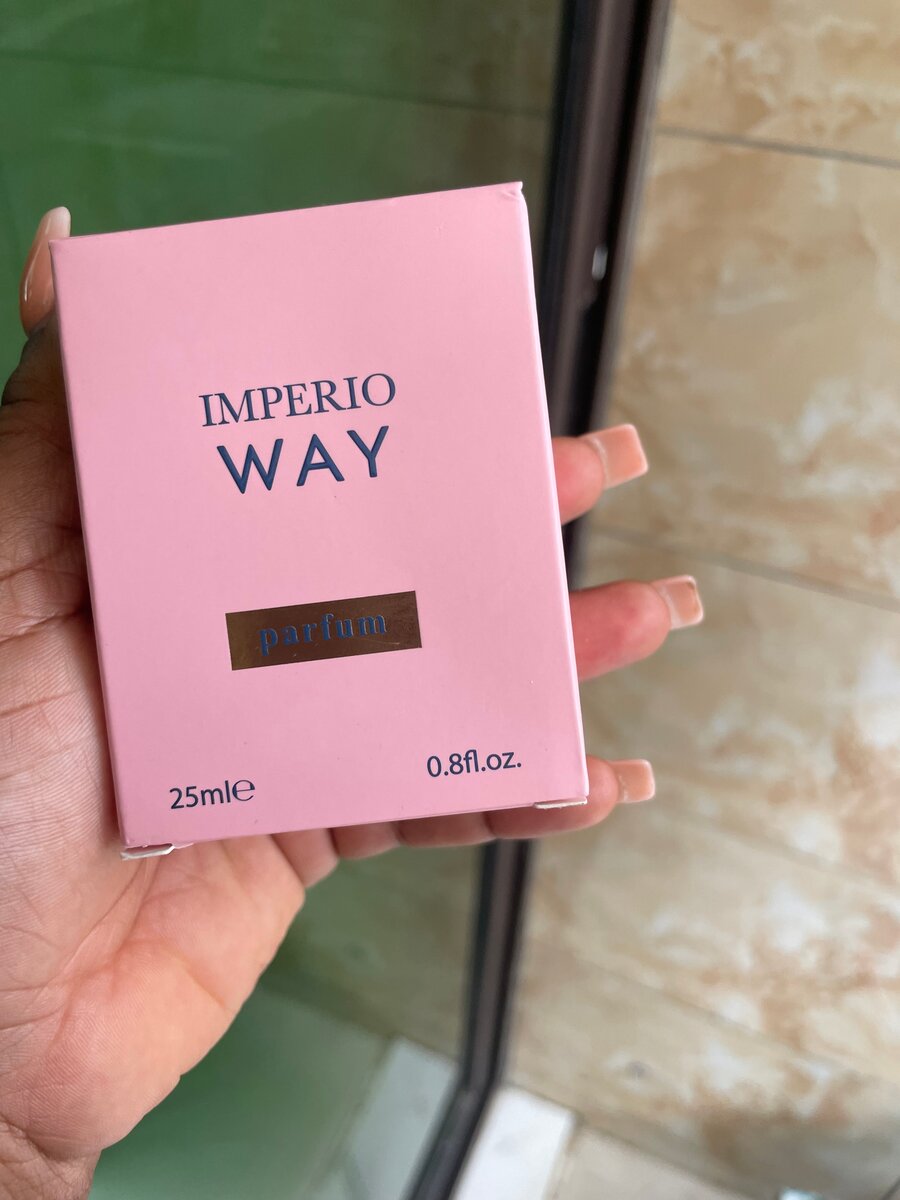 IMPERIO
WAY
parfum
25ml℮
0.8fl.oz.